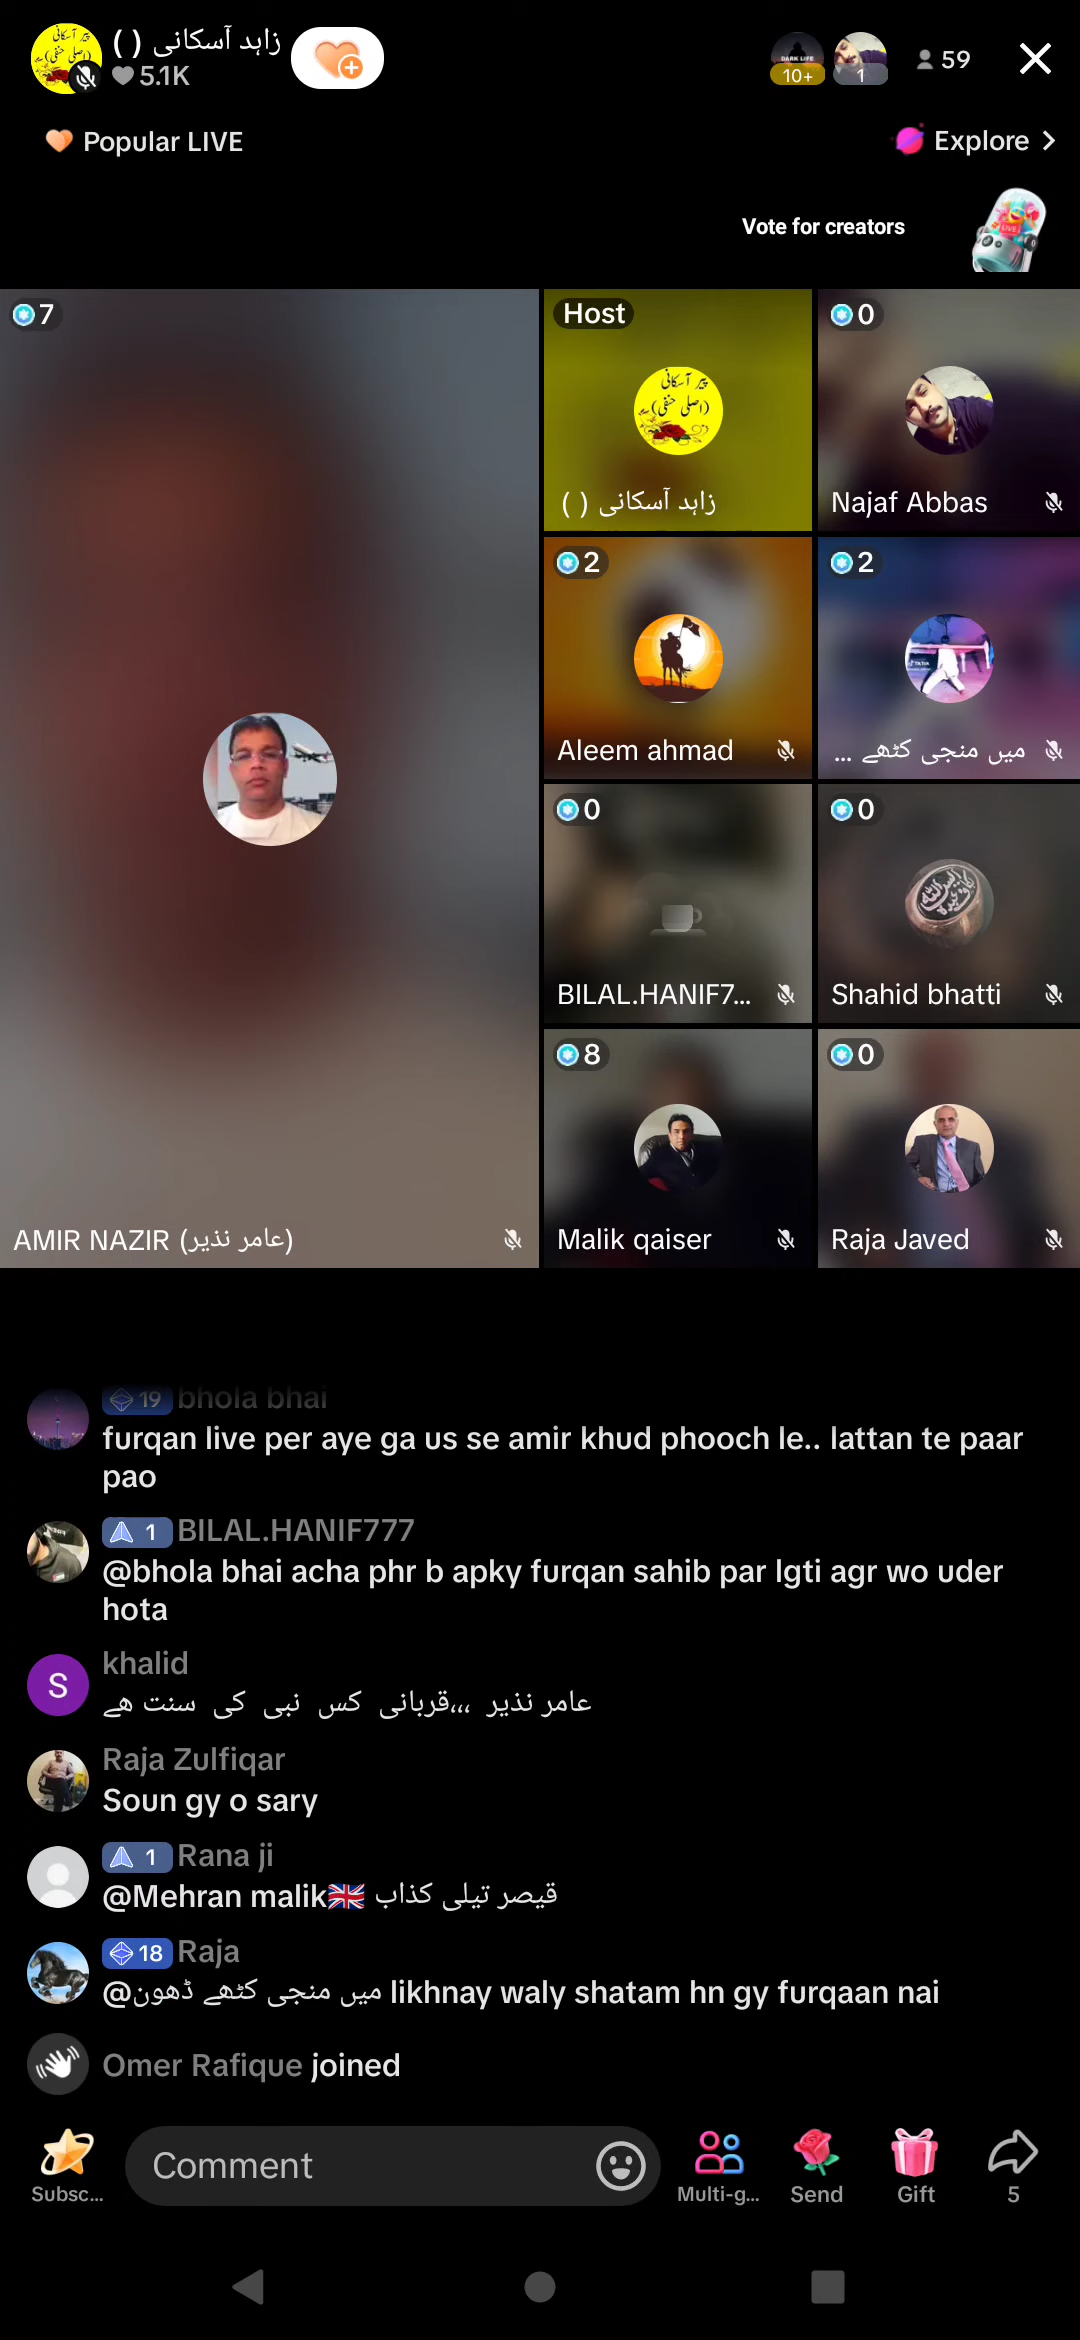 زاہد آسکانی ( )
5.1K
10+
1
59
Popular LIVE
Explore
Vote for creators
7
Host
0
پیر آسکانی
(اصلی حنفی)
زاہد آسکانی ( )
Najaf Abbas
2
2
Aleem ahmad
میں منجی کٹھے ...
0
0
BILAL.HANIF7...
Shahid bhatti
8
0
AMIR NAZIR (عامر نذیر)
Malik qaiser
Raja Javed
19 bhola bhai
furqan live per aye ga us se amir khud phooch le.. lattan te paar
pao
1 BILAL.HANIF777
@bhola bhai acha phr b apky furqan sahib par lgti agr wo uder
hota
S
khalid
عامر نذیر ،،،قربانی کس نبی کی سنت ھے
Raja Zulfiqar
Soun gy o sary
1 Rana ji
@Mehran malik🇬🇧 قیصر تیلی کذاب
18 Raja
@میں منجی کٹھے ڈھون likhnay waly shatam hn gy furqaan nai
Omer Rafique joined
Comment
Subsc...
Multi-g...
Send
Gift
5